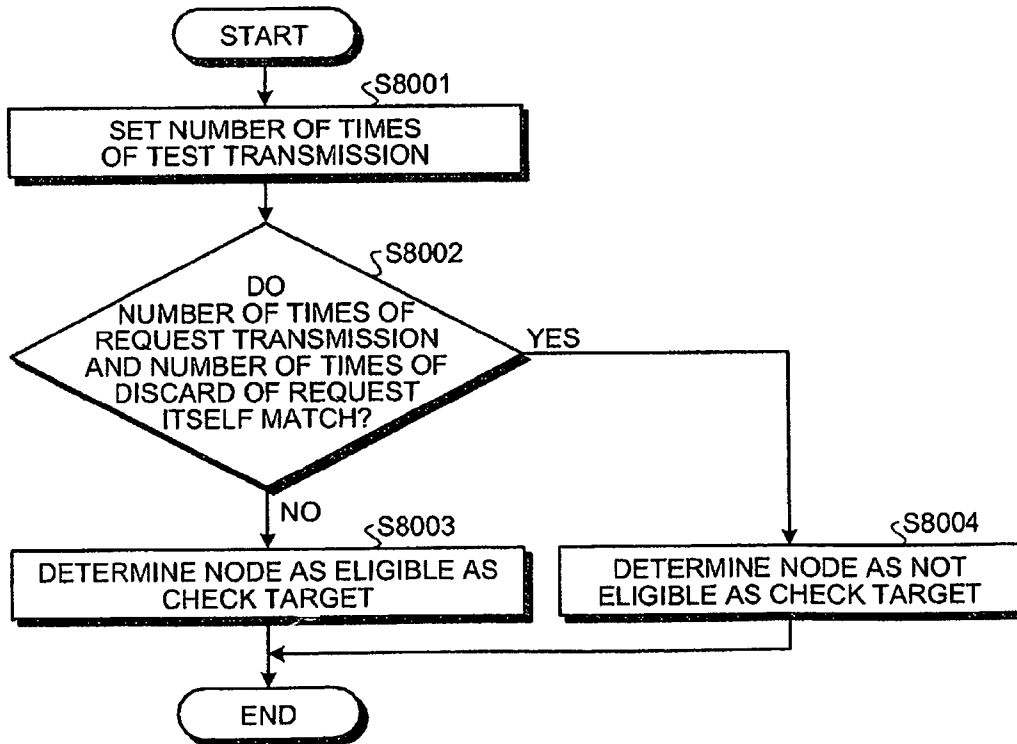 START
S8001
SET NUMBER OF TIMES
OF TEST TRANSMISSION
S8002
DO
NUMBER OF TIMES OF
REQUEST TRANSMISSION
AND NUMBER OF TIMES OF
DISCARD OF REQUEST
ITSELF MATCH?
YES
NO
S8003
DETERMINE NODE AS ELIGIBLE AS
CHECK TARGET
S8004
DETERMINE NODE AS NOT
ELIGIBLE AS CHECK TARGET
END